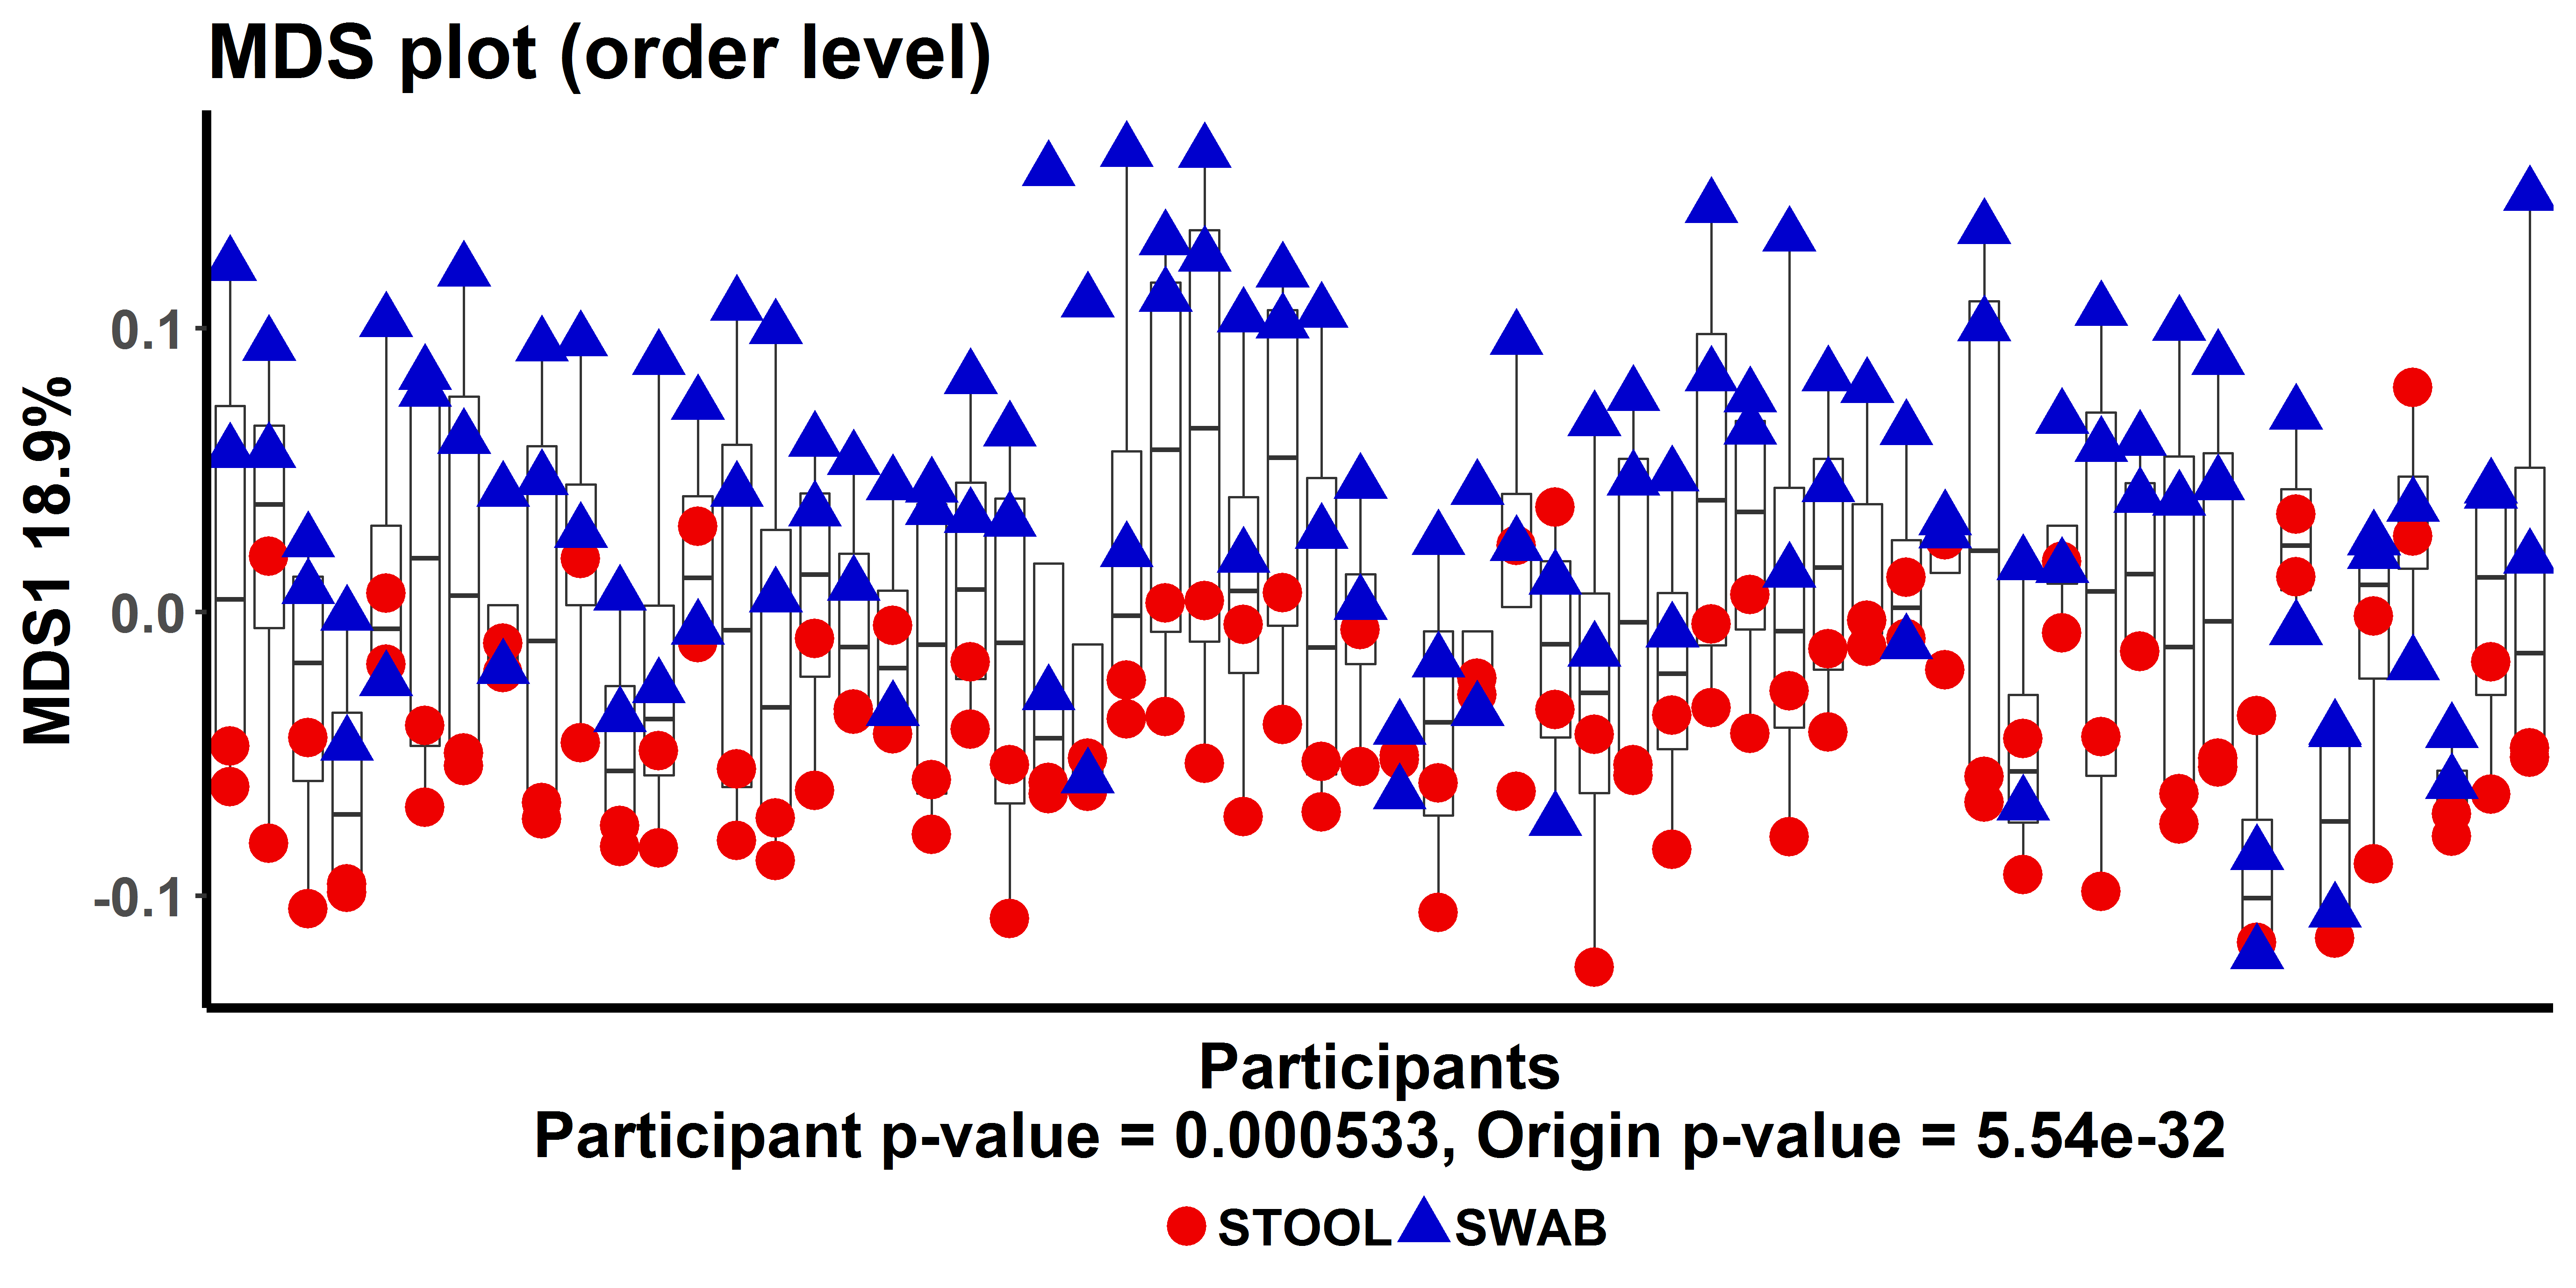 MDS plot (order level)
MDS1 18.9%
0.1
0.0
-0.1
Participants
Participant p-value = 0.000533, Origin p-value = 5.54e-32
STOOL SWAB